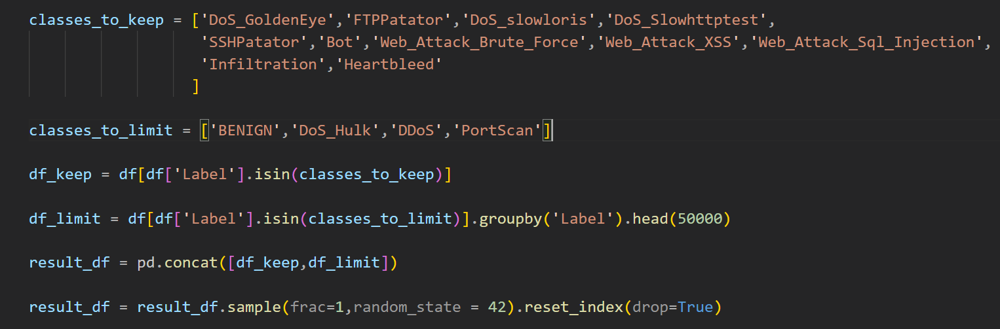 classes_to_keep = ['DoS_GoldenEye','FTPPatator','DoS_slowloris','DoS_Slowhttptest',
'SSHPatator','Bot','Web_Attack_Brute_Force','Web_Attack_XSS','Web_Attack_Sql_Injection',
'Infiltration','Heartbleed'
]
classes_to_limit = ['BENIGN','DoS_Hulk','DDoS','PortScan']
df_keep = df[df['Label'].isin(classes_to_keep)]
df_limit = df[df['Label'].isin(classes_to_limit)].groupby('Label').head(50000)
result_df = pd.concat([df_keep,df_limit])
result_df = result_df.sample(frac=1,random_state = 42).reset_index(drop=True)